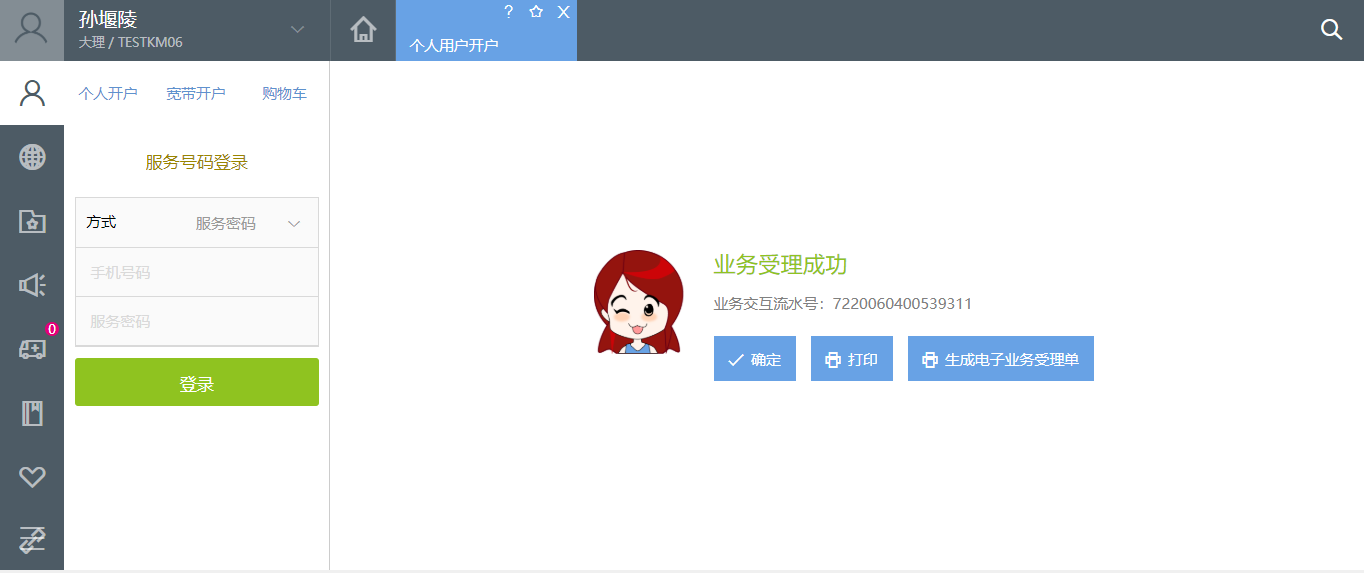 孙堰陵
大理 / TESTKM06
? X
个人用户开户
个人开户 宽带开户 购物车
服务号码登录
方式 服务密码
手机号码
服务密码
登录
0
业务受理成功
业务交互流水号：7220060400539311
确定 打印 生成电子业务受理单